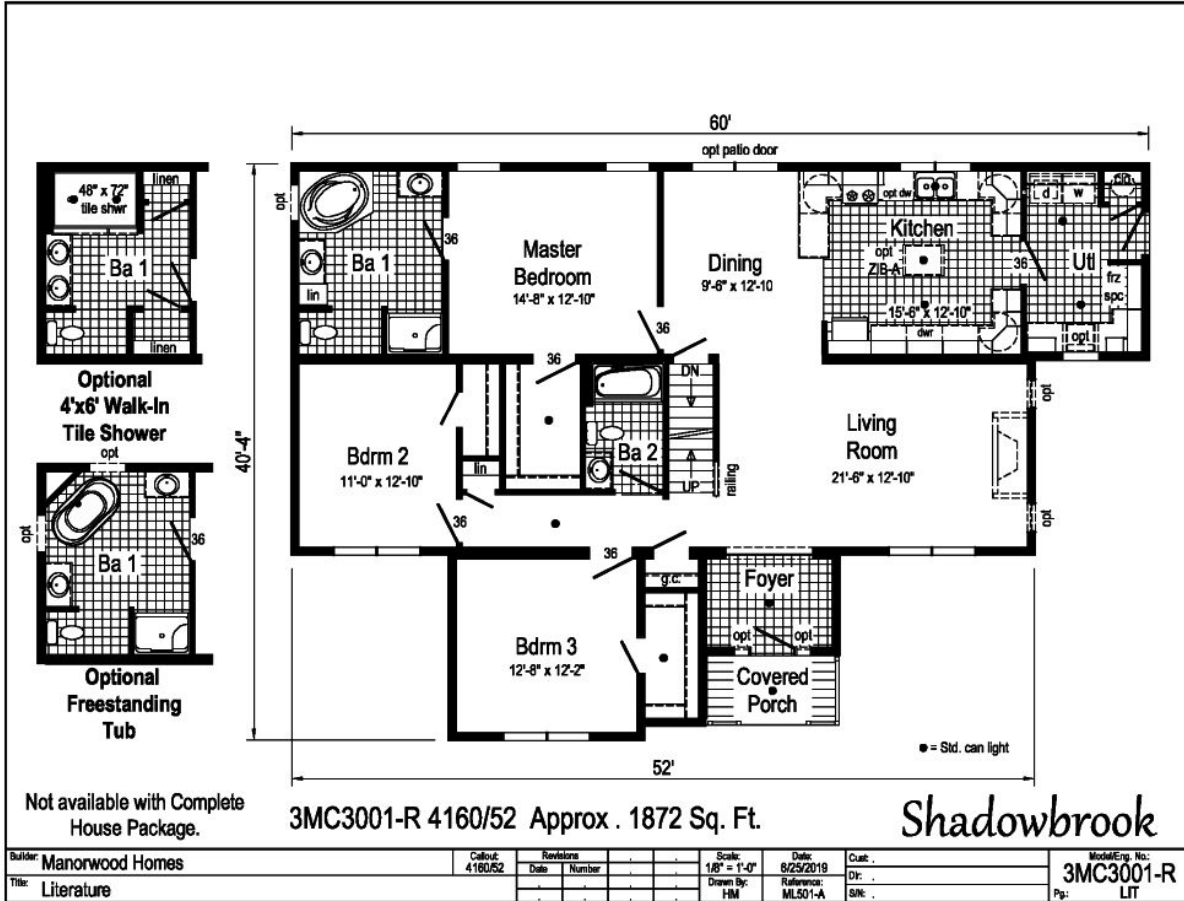 60'
opt patio door
48" x 72"
tile shwr
linen
Ba 1
linen
Optional
4'x6' Walk-In
Tile Shower
opt
opt
Ba 1
36
Optional
Freestanding
Tub
Not available with Complete
House Package.
opt
Ba 1
lin
36
Master
Bedroom
14'-8" x 12'-10"
36
36
Dining
9'-6" x 12'-10
opt dw
Kitchen
opt
15'-6" x 12'-10"
dwr
36
d
w
Utl
frz
spc
opt
40'-4"
Bdrm 2
11'-0" x 12'-10"
lin
36
Ba 2
DN
UP
railing
Living
Room
21'-6" x 12'-10"
opt
opt
36
g.c.
Foyer
opt
opt
Bdrm 3
12'-8" x 12'-2"
Covered
Porch
= Std. can light
52'
3MC3001-R 4160/52 Approx . 1872 Sq. Ft.
Shadowbrook
Builder: Manorwood Homes
Title: Literature
Callout:
4160/52
Revisions
Date
Number
Scale:
1/8" = 1'-0"
Drawn By:
HM
Date:
6/25/2019
Reference:
ML501-A
Cust: .
Dir: .
S/N: .
Model/Eng. No.:
3MC3001-R
Pg.: LIT